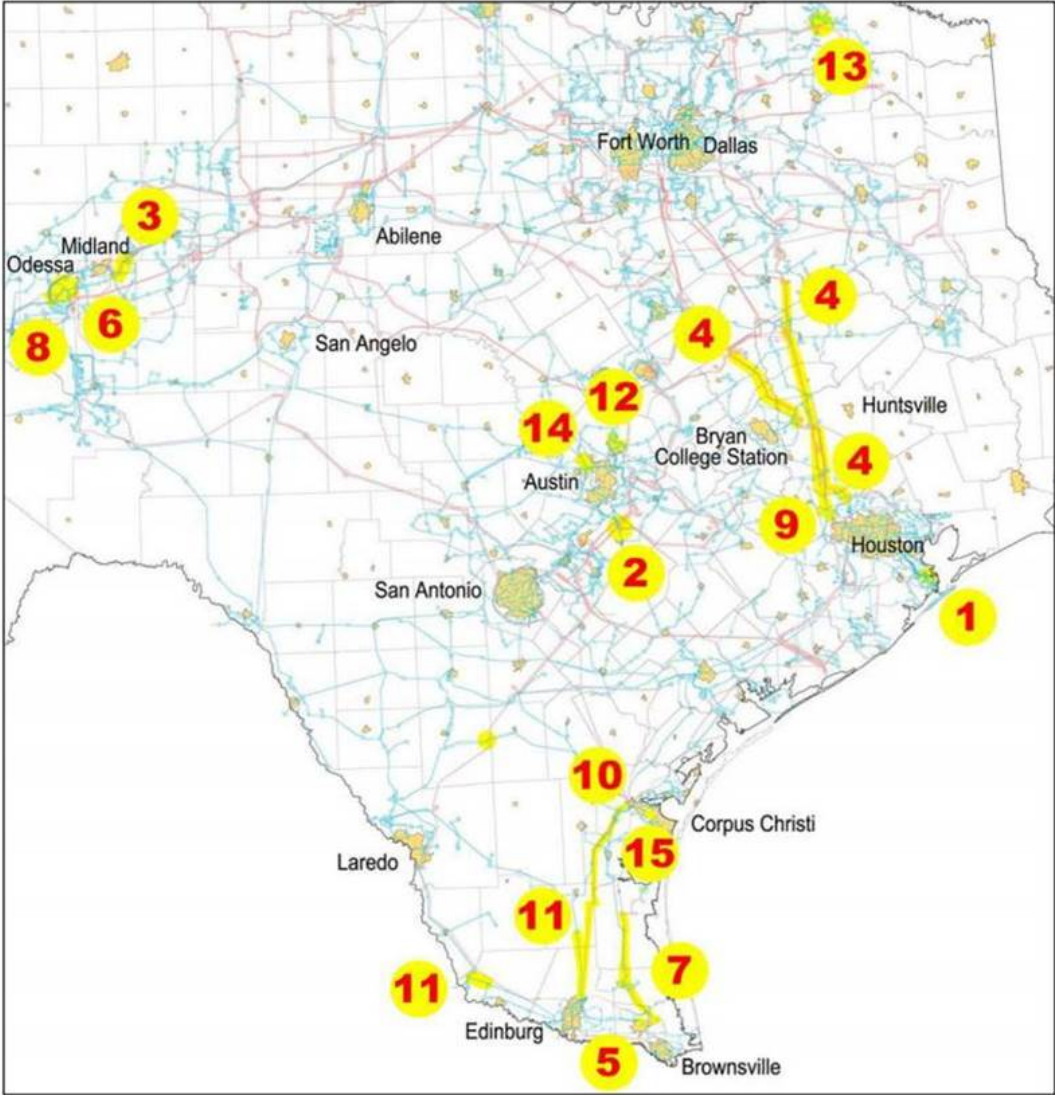 13
Fort Worth
Dallas
3
Midland
Odessa
Abilene
4
6
8
4
San Angelo
12
14
Huntsville
Bryan
College Station
4
Austin
9
Houston
2
San Antonio
1
10
Corpus Christi
15
Laredo
11
7
11
Edinburg
5
Brownsville